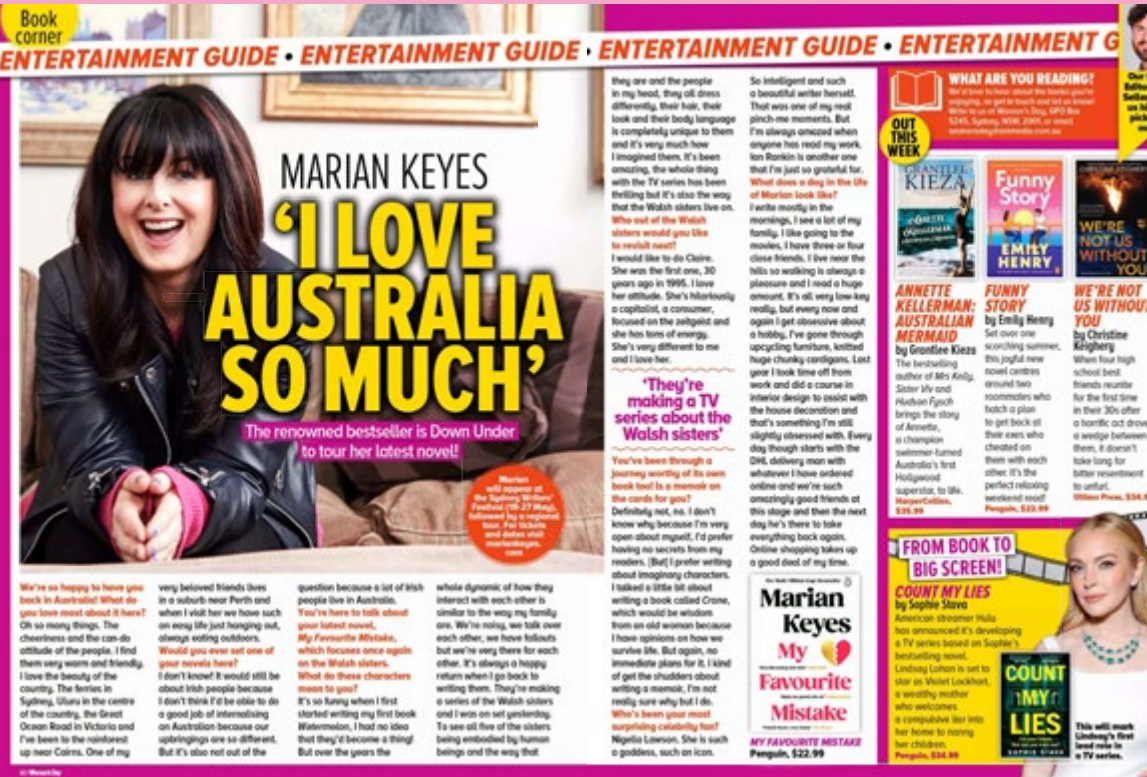 Book
corner
ENTERTAINMENT GUIDE • ENTERTAINMENT GUIDE • ENTERTAINMENT GUIDE • ENTERTAINMENT G
MARIAN KEYES
‘I LOVE
AUSTRALIA
SO MUCH’
The renowned bestseller is Down Under
to tour her latest novel!
Marian
will appear at
the Sydney Writers’
Festival (19-27 May),
followed by a regional
tour. For tickets
and dates visit
mariankeyes.
com
We’re so happy to have you
back in Australia! What do
you love most about it here?
Oh so many things. The
cheeriness and the can-do
attitude of the people. I find
them very warm and friendly.
I love the beauty of the
country. The ferries in
Sydney, Uluru in the centre
of the country, the Great
Ocean Road in Victoria and
I’ve been to the rainforest
up near Cairns. One of my
very beloved friends lives
in a suburb near Perth and
when I visit her we have such
an easy life just hanging out,
always eating outdoors.
Would you ever set one of
your novels here?
I don’t know! It would still be
about Irish people because
I don’t think I’d be able to do
a good job of internalising
an Australian because our
upbringings are so different.
But it’s also not out of the
question because a lot of Irish
people live in Australia.
You’re here to talk about
your latest novel,
My Favourite Mistake,
which focuses once again
on the Walsh sisters.
What do these characters
mean to you?
It’s so funny when I first
started writing my first book
Watermelon, I had no idea
that they’d become a thing!
But over the years the
whole dynamic of how they
interact with each other is
similar to the way my family
are. We’re noisy, we talk over
each other, we have fallouts
but we’re very there for each
other. It’s always a happy
return when I go back to
writing them. They’re making
a series of the Walsh sisters
and I was on set yesterday.
To see all five of the sisters
being embodied by human
beings and the way that
they are and the people
in my head, they all dress
differently, their hair, their
look and their body language
is completely unique to them
and it’s very much how
I imagined them. It’s been
amazing, the whole thing
with the TV series has been
thrilling but it’s also the way
that the Walsh sisters live on.
Who out of the Walsh
sisters would you like
to revisit next?
I would like to do Claire.
She was the first one, 30
years ago in 1995. I love
her attitude. She’s hilariously
a capitalist, a consumer,
focused on the zeitgeist and
she has tons of energy.
She’s very different to me
and I love her.
‘They’re
making a TV
series about the
Walsh sisters’
You’ve been through a
journey worthy of its own
book too! Is a memoir on
the cards for you?
Definitely not, no. I don’t
know why because I’m very
open about myself, I’d prefer
having no secrets from my
readers. [But] I prefer writing
about imaginary characters.
I talked a little bit about
writing a book called Crone,
which would be wisdom
from an old woman because
I have opinions on how we
survive life. But again, no
immediate plans for it. I kind
of get the shudders about
writing a memoir, I’m not
really sure why but I do.
Who’s been your most
surprising celebrity fan?
Nigella Lawson. She is such
a goddess, such an icon.
So intelligent and such
a beautiful writer herself.
That was one of my real
pinch-me moments. But
I’m always amazed when
anyone has read my work.
Ian Rankin is another one
that I’m just so grateful for.
What does a day in the life
of Marian look like?
I write mostly in the
mornings, I see a lot of my
family. I like going to the
movies, I have three or four
close friends. I live near the
hills so walking is always a
pleasure and I read a huge
amount. It’s all very low-key
really, but every now and
again I get obsessive about
a hobby, I’ve gone through
upcycling furniture, knitted
huge chunky cardigans. Last
year I took time off from
work and did a course in
interior design to assist with
the house decoration and
that’s something I’m still
slightly obsessed with. Every
day though starts with the
DHL delivery man with
whatever I have ordered
online and we’re such
amazingly good friends at
this stage and then the next
day he’s there to take
everything back again.
Online shopping takes up
a good deal of my time.
Marian
Keyes
My
Favourite
Mistake
MY FAVOURITE MISTAKE
Penguin, $22.99
WHAT ARE YOU READING?
We’d love to hear about the books you’re
enjoying, so get in touch and let us know!
Write to us at Woman’s Day, GPO Box
5245, Sydney, NSW, 2001, or email
womansday@aremedia.com.au
OUT
THIS
WEEK
GRANTLEE
KIEZA
Funny
Story
EMILY
HENRY
WE’RE
NOT US
WITHOUT
YOU
ANNETTE
KELLERMAN:
AUSTRALIAN
MERMAID
by Grantlee Kieza
The bestselling
author of Mrs Kelly,
Sister Viv and
Hudson Fysh
brings the story
of Annette,
a champion
swimmer-turned
Australia’s first
Hollywood
superstar, to life.
HarperCollins,
$35.99
FUNNY
STORY
by Emily Henry
Set over one
scorching summer,
this joyful new
novel centres
around two
roommates who
hatch a plan
to get back at
their exes who
cheated on
them with each
other. It’s the
perfect relaxing
weekend read!
Penguin, $22.99
WE’RE NOT
US WITHOU
YOU
by Christine
Keighery
When four high
school best
friends reunite
for the first time
in their 30s after
a horrific act drove
a wedge between
them, it doesn’t
take long for
bitter resentment
to unfurl.
Ultimo Press, $34.
FROM BOOK TO
BIG SCREEN!
COUNT MY LIES
by Sophie Stava
American streamer Hulu
has announced it’s developing
a TV series based on Sophie’s
bestselling novel.
Lindsay Lohan is set to
star as Violet Lockhart,
a wealthy mother
who welcomes
a compulsive liar into
her home to nanny
her children.
Penguin, $34.99
COUNT
MY
LIES
SOPHIE STAVA
This will mark
Lindsay’s first
lead role in
a TV series.